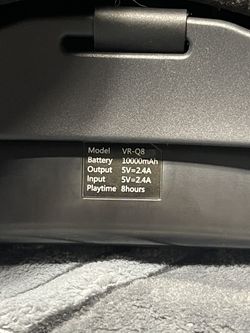 Model VR-Q8
Battery 10000mAh
Output 5V=2.4A
Input 5V=2.4A
Playtime 8hours